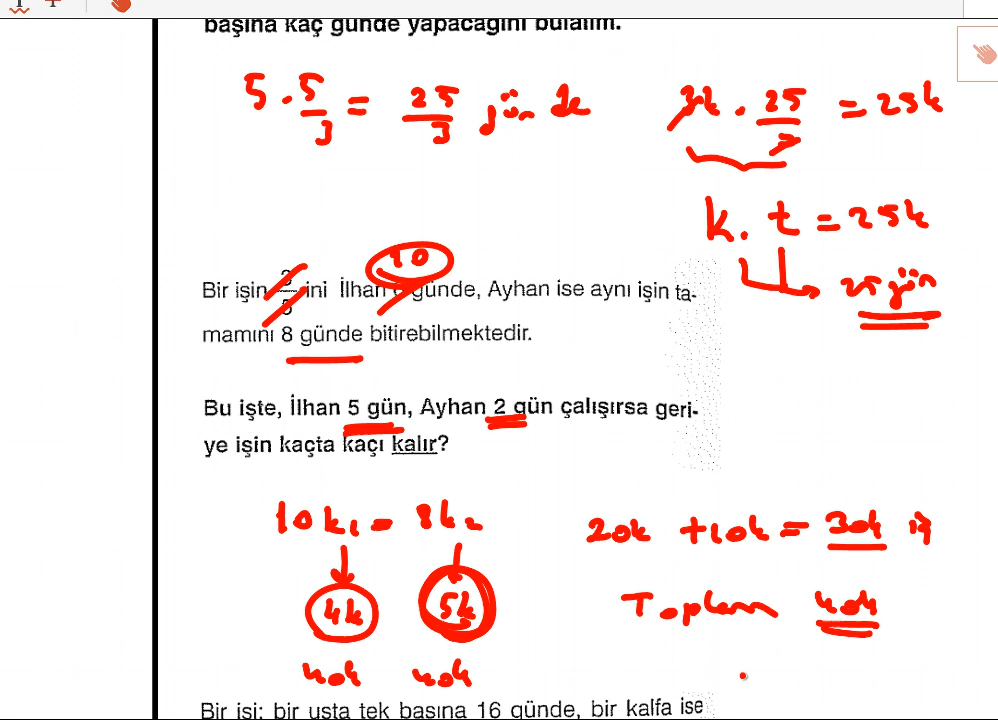 başına kaç günde yapacağını bulalım.
5 . 5/3 = 25/3 günde
3k . 25/3 = 25k
k . t = 25k
25 gün
10
Bir işin 3/5 ini İlhan günde, Ayhan ise aynı işin ta-
mamını 8 günde bitirebilmektedir.
Bu işte, İlhan 5 gün, Ayhan 2 gün çalışırsa geri-
ye işin kaçta kaçı kalır?
10k₁ = 8k₂
4k 5k
40k 40k
20k + 10k = 30k iş
Toplam 40k
Bir işi; bir usta tek başına 16 günde, bir kalfa ise